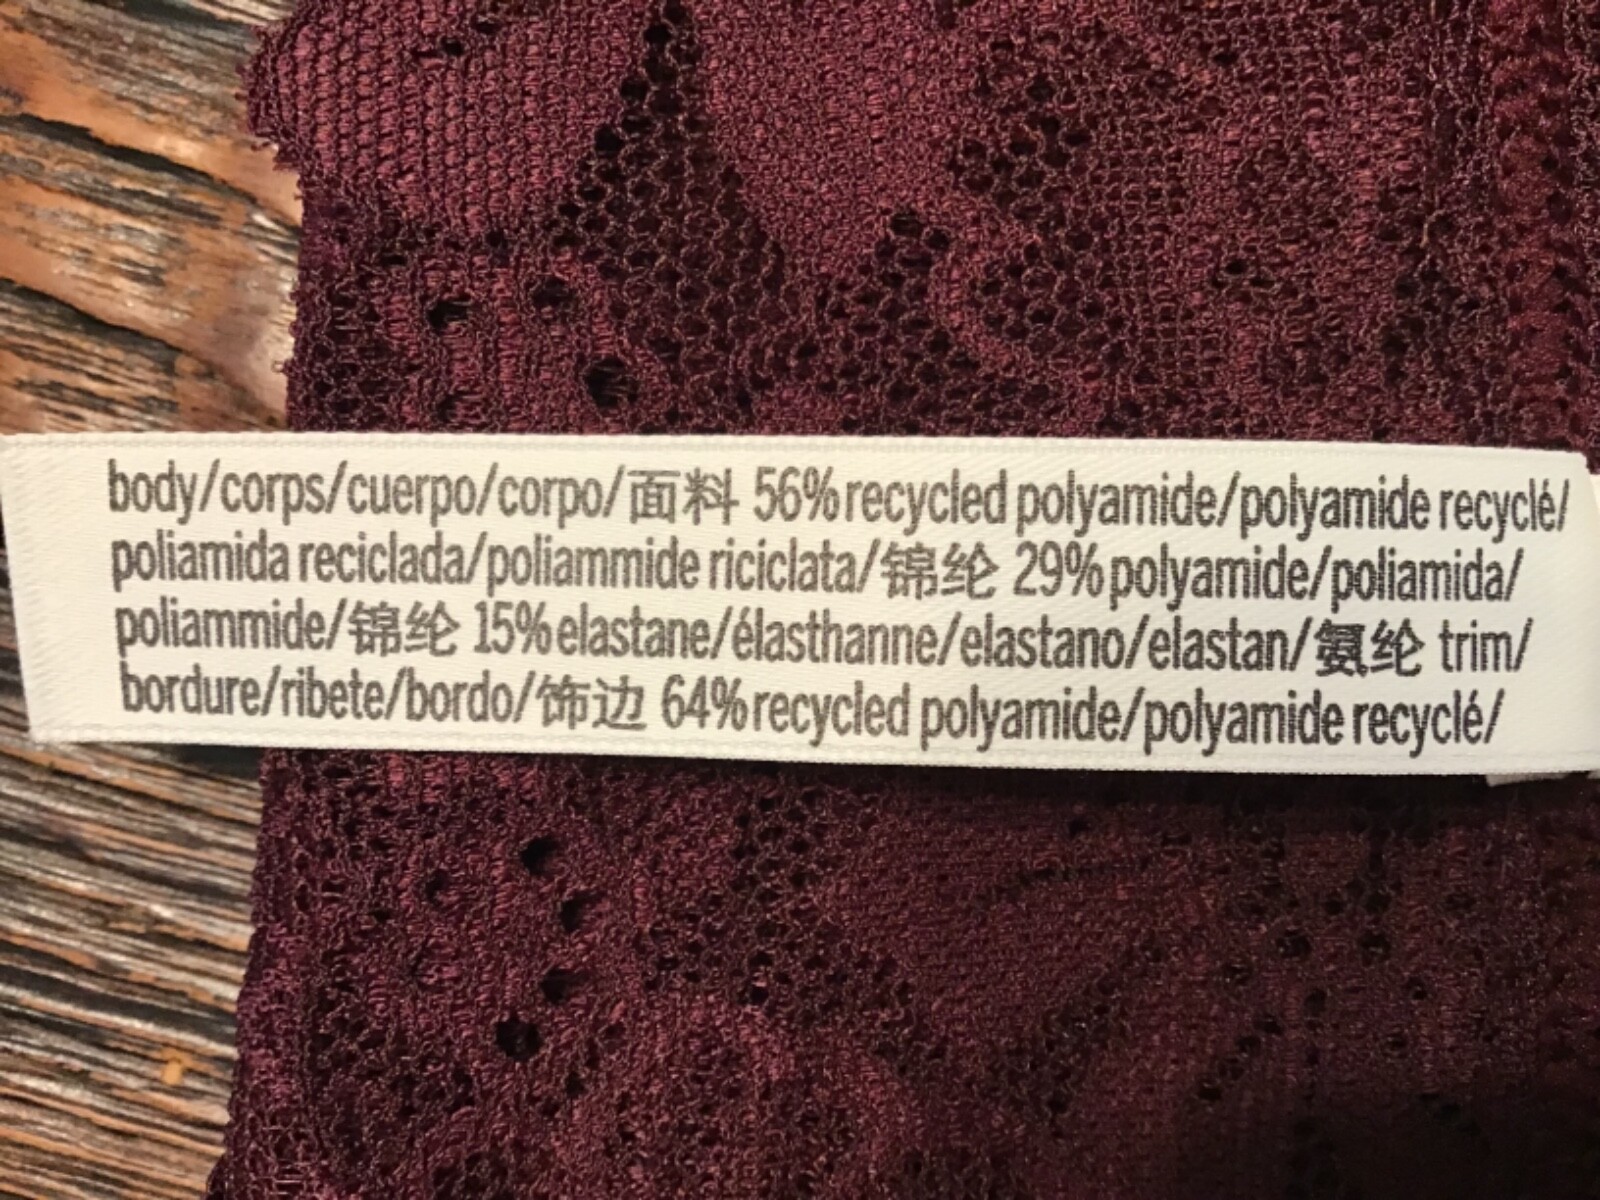 body/corps/cuerpo/corpo/面料 56% recycled polyamide/polyamide recyclé/
poliamida reciclada/poliammide riciclata/锦纶 29% polyamide/poliamida/
poliammide/锦纶 15% elastane/élasthanne/elastano/elastan/氨纶 trim/
bordure/ribete/bordo/饰边 64% recycled polyamide/polyamide recyclé/